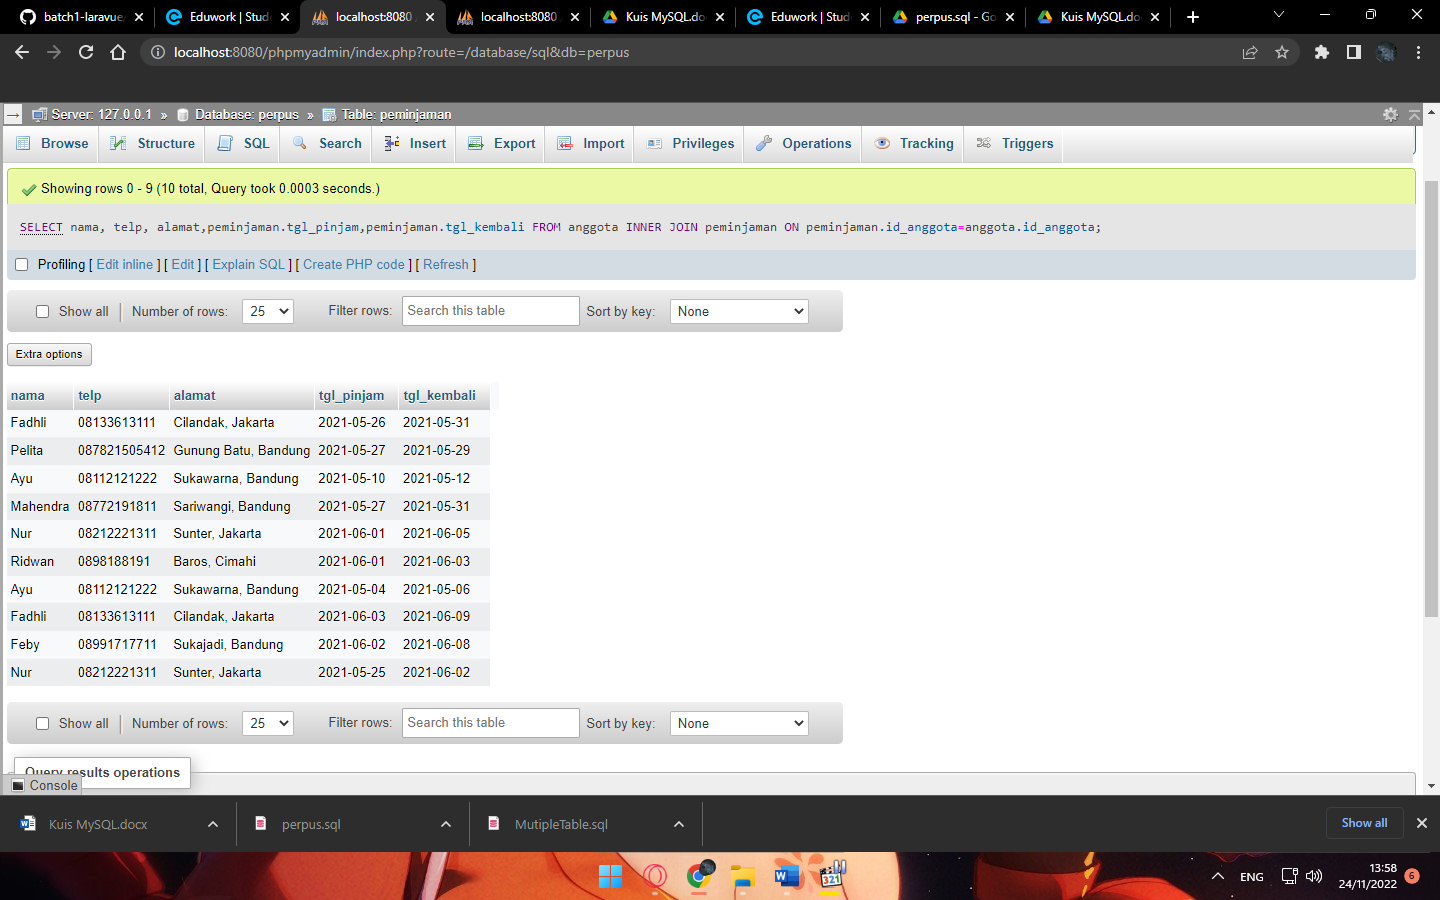 batch1-laravue, Eduwork | Stud localhost:8080 localhost:8080 Kuis MySQL.do Eduwork | Stud perpus.sql - Go Kuis MySQL.do
localhost:8080/phpmyadmin/index.php?route=/database/sql&db=perpus
Server: 127.0.0.1 » Database: perpus » Table: peminjaman
Browse Structure SQL Search Insert Export Import Privileges Operations Tracking Triggers
Showing rows 0 - 9 (10 total, Query took 0.0003 seconds.)
SELECT nama, telp, alamat,peminjaman.tgl_pinjam,peminjaman.tgl_kembali FROM anggota INNER JOIN peminjaman ON peminjaman.id_anggota=anggota.id_anggota;
Profiling [ Edit inline ] [ Edit ] [ Explain SQL ] [ Create PHP code ] [ Refresh ]
Show all Number of rows: 25 Filter rows: Search this table Sort by key: None
Extra options
nama telp alamat tgl_pinjam tgl_kembali
Fadhli 08133613111 Cilandak, Jakarta 2021-05-26 2021-05-31
Pelita 087821505412 Gunung Batu, Bandung 2021-05-27 2021-05-29
Ayu 08112121222 Sukawarna, Bandung 2021-05-10 2021-05-12
Mahendra 08772191811 Sariwangi, Bandung 2021-05-27 2021-05-31
Nur 08212221311 Sunter, Jakarta 2021-06-01 2021-06-05
Ridwan 0898188191 Baros, Cimahi 2021-06-01 2021-06-03
Ayu 08112121222 Sukawarna, Bandung 2021-05-04 2021-05-06
Fadhli 08133613111 Cilandak, Jakarta 2021-06-03 2021-06-09
Feby 08991717711 Sukajadi, Bandung 2021-06-02 2021-06-08
Nur 08212221311 Sunter, Jakarta 2021-05-25 2021-06-02
Show all Number of rows: 25 Filter rows: Search this table Sort by key: None
Query results operations
Console
Kuis MySQL.docx perpus.sql MutipleTable.sql Show all
321 ENG 13:58
24/11/2022 6